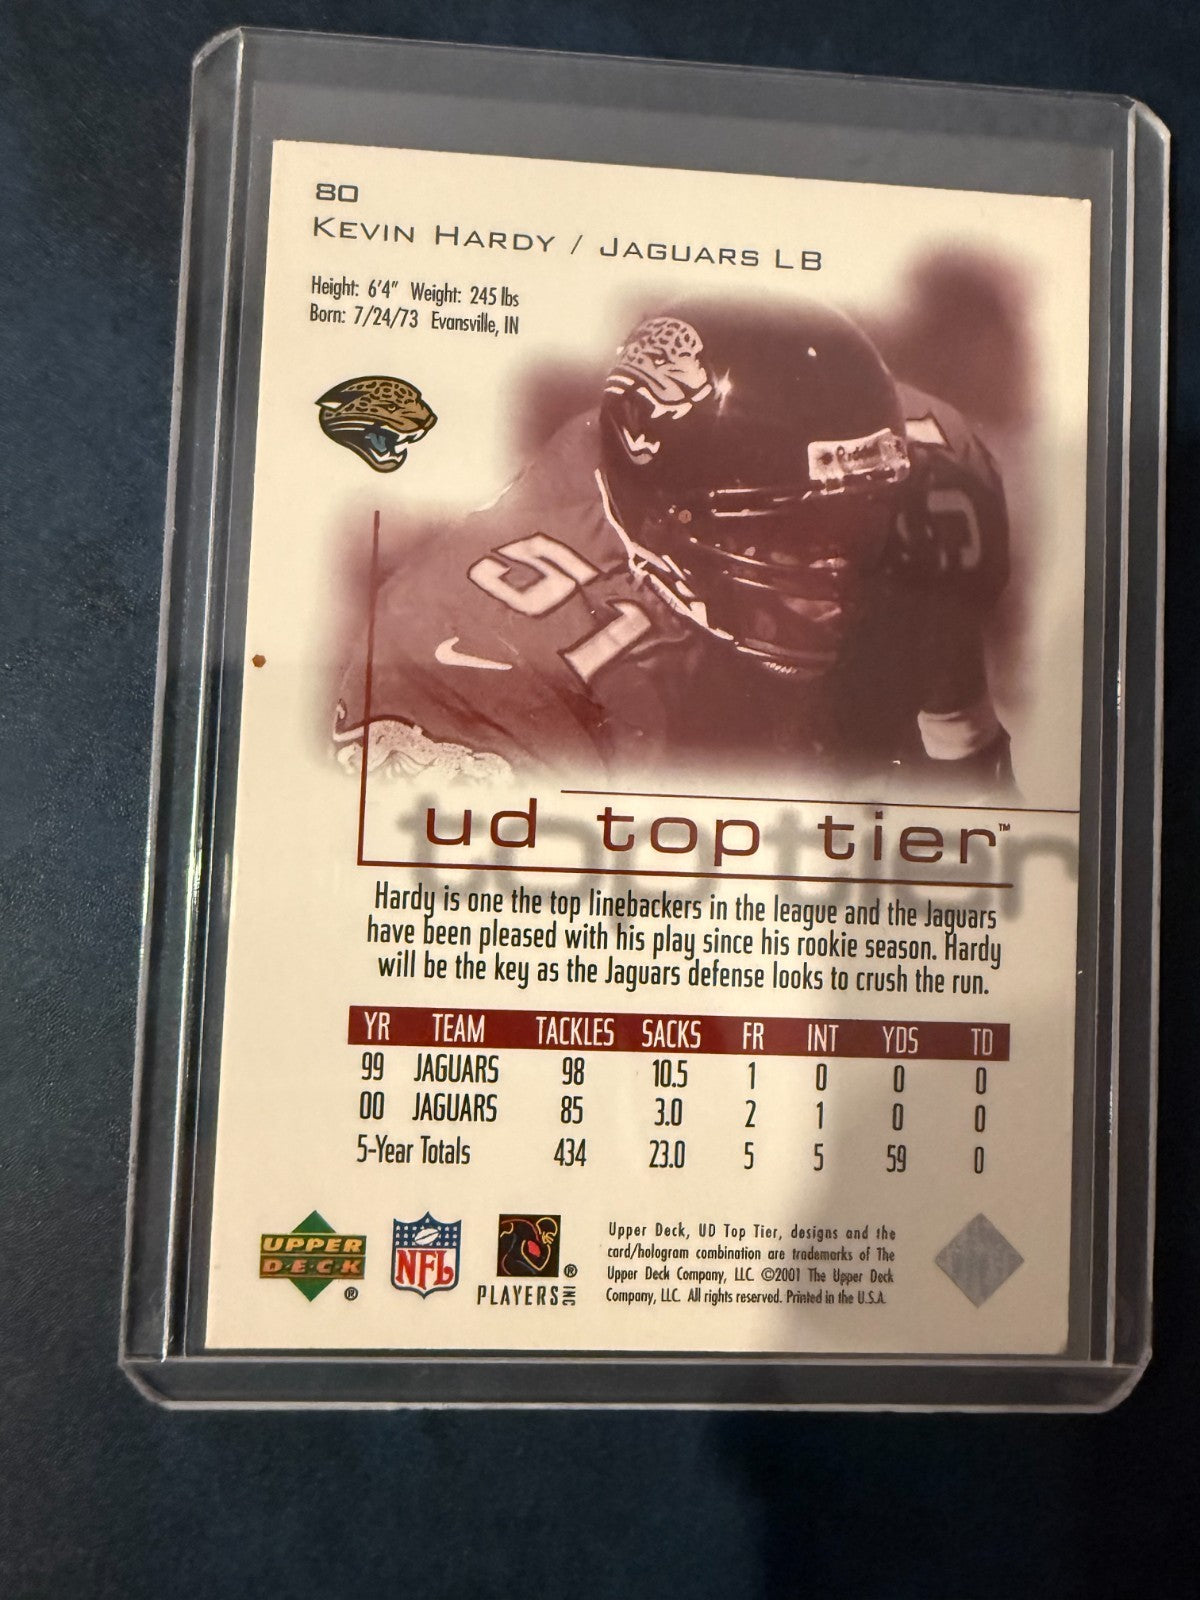 80
KEVIN HARDY / JAGUARS LB
Height: 6'4" Weight: 245 lbs
Born: 7/24/73 Evansville, IN
Riddell
51
ud top tier™
top tier
Hardy is one the top linebackers in the league and the Jaguars
have been pleased with his play since his rookie season. Hardy
will be the key as the Jaguars defense looks to crush the run.
YR TEAM TACKLES SACKS FR INT YDS TD
99 JAGUARS 98 10.5 1 0 0 0
00 JAGUARS 85 3.0 2 1 0 0
5-Year Totals 434 23.0 5 5 59 0
UPPER
DECK®
NFL
®
PLAYERS INC
Upper Deck, UD Top Tier, designs and the
card/hologram combination are trademarks of The
Upper Deck Company, LLC. ©2001 The Upper Deck
Company, LLC. All rights reserved. Printed in the U.S.A.